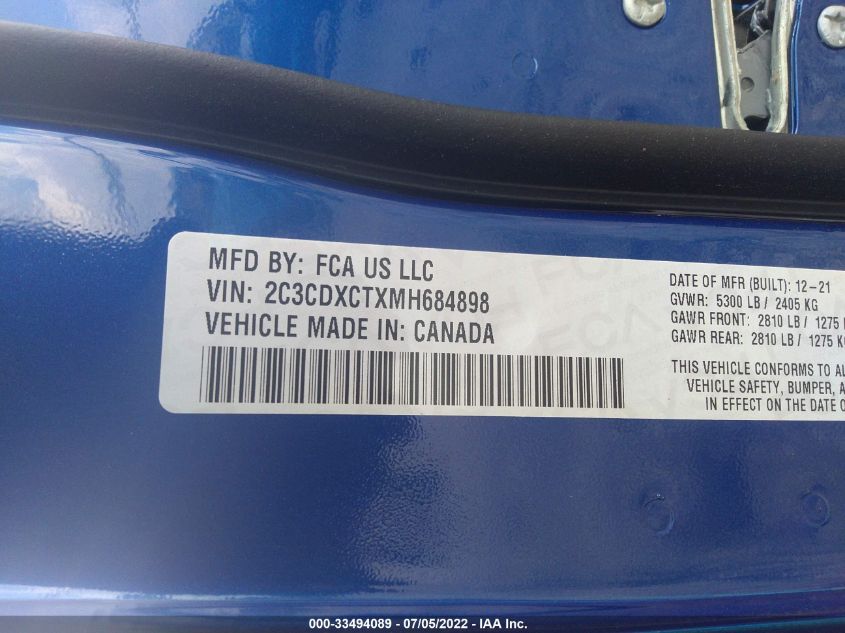 MFD BY: FCA US LLC
VIN: 2C3CDXCTXMH684898
VEHICLE MADE IN: CANADA
DATE OF MFR (BUILT): 12-21
GVWR: 5300 LB / 2405 KG
GAWR FRONT: 2810 LB / 1275
GAWR REAR: 2810 LB / 1275 KG
THIS VEHICLE CONFORMS TO
VEHICLE SAFETY, BUMPER,
IN EFFECT ON THE DATE
000-33494089 / 07/05/2022 - IAA Inc.